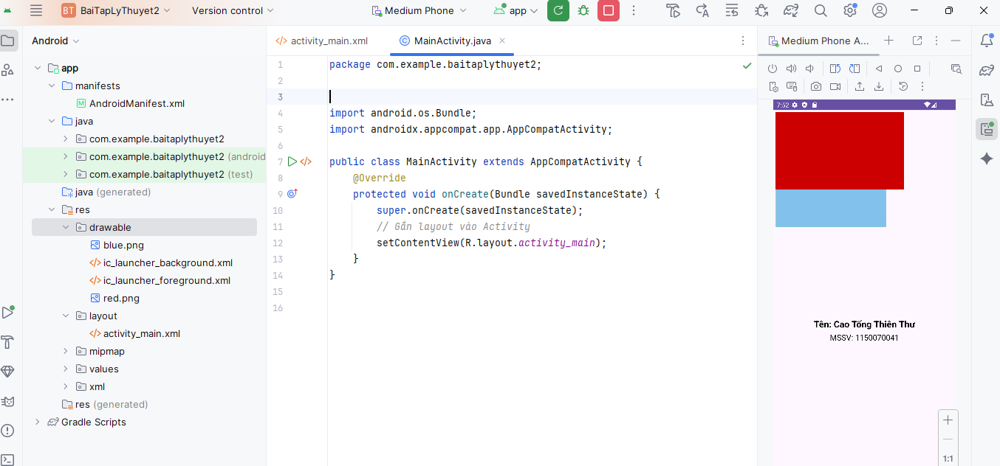 BT BaiTapLyThuyet2 Version control Medium Phone app
Android
app
manifests
AndroidManifest.xml
java
com.example.baitaplythuyet2
com.example.baitaplythuyet2 (android
com.example.baitaplythuyet2 (test)
java (generated)
res
drawable
blue.png
ic_launcher_background.xml
ic_launcher_foreground.xml
red.png
layout
activity_main.xml
mipmap
values
xml
res (generated)
Gradle Scripts
activity_main.xml MainActivity.java
1 package com.example.baitaplythuyet2;
2
3
4 import android.os.Bundle;
5 import androidx.appcompat.app.AppCompatActivity;
6
7 public class MainActivity extends AppCompatActivity {
8 @Override
9 protected void onCreate(Bundle savedInstanceState) {
10 super.onCreate(savedInstanceState);
11 // Gắn layout vào Activity
12 setContentView(R.layout.activity_main);
13 }
14 }
15
16
Medium Phone A...
7:52
Tên: Cao Tống Thiên Thư
MSSV: 1150070041
1:1